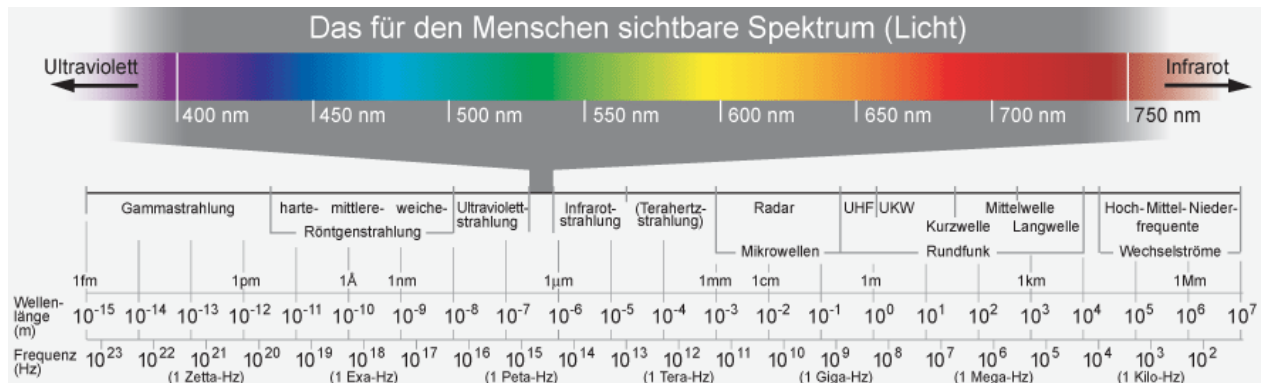 Das für den Menschen sichtbare Spektrum (Licht)
Ultraviolett
Infrarot
400 nm 450 nm 500 nm 550 nm 600 nm 650 nm 700 nm 750 nm
Gammastrahlung harte- mittlere- weiche- Ultraviolett- Infrarot- (Terahertz- Radar UHF UKW Mittelwelle Hoch- Mittel- Nieder-
Röntgenstrahlung strahlung strahlung strahlung) Kurzwelle Langwelle frequente
Mikrowellen Rundfunk Wechselströme
1fm 1pm 1Å 1nm 1µm 1mm 1cm 1m 1km 1Mm
Wellen-
länge
(m)
10⁻¹⁵ 10⁻¹⁴ 10⁻¹³ 10⁻¹² 10⁻¹¹ 10⁻¹⁰ 10⁻⁹ 10⁻⁸ 10⁻⁷ 10⁻⁶ 10⁻⁵ 10⁻⁴ 10⁻³ 10⁻² 10⁻¹ 10⁰ 10¹ 10² 10³ 10⁴ 10⁵ 10⁶ 10⁷
Frequenz
(Hz)
10²³ 10²² 10²¹ 10²⁰ 10¹⁹ 10¹⁸ 10¹⁷ 10¹⁶ 10¹⁵ 10¹⁴ 10¹³ 10¹² 10¹¹ 10¹⁰ 10⁹ 10⁸ 10⁷ 10⁶ 10⁵ 10⁴ 10³ 10²
(1 Zetta-Hz) (1 Exa-Hz) (1 Peta-Hz) (1 Tera-Hz) (1 Giga-Hz) (1 Mega-Hz) (1 Kilo-Hz)